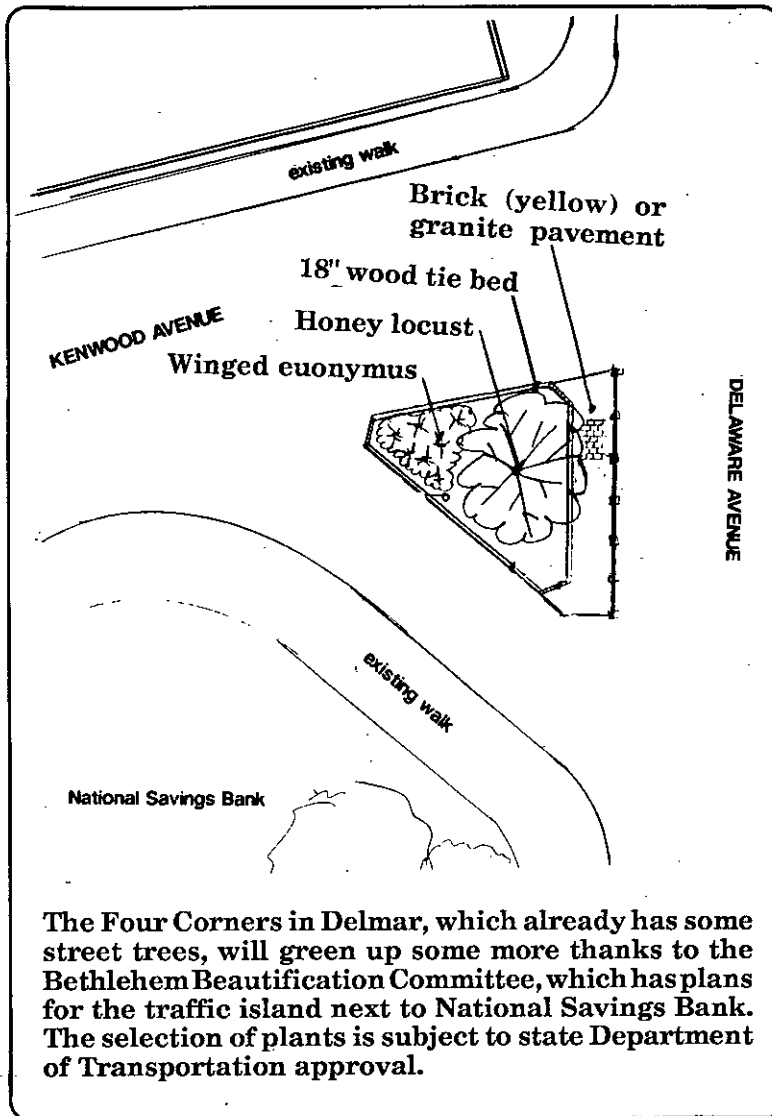 existing walk
Brick (yellow) or
granite pavement
18" wood tie bed
KENWOOD AVENUE
Honey locust
Winged euonymus
DELAWARE AVENUE
existing walk
National Savings Bank
The Four Corners in Delmar, which already has some
street trees, will green up some more thanks to the
Bethlehem Beautification Committee, which has plans
for the traffic island next to National Savings Bank.
The selection of plants is subject to state Department
of Transportation approval.